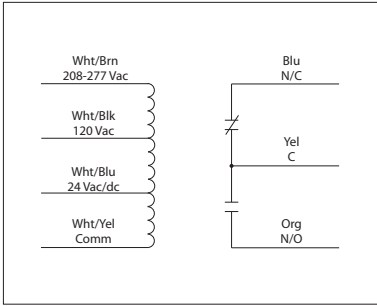 Wht/Brn
208-277 Vac
Wht/Blk
120 Vac
Wht/Blu
24 Vac/dc
Wht/Yel
Comm
Blu
N/C
Yel
C
Org
N/O